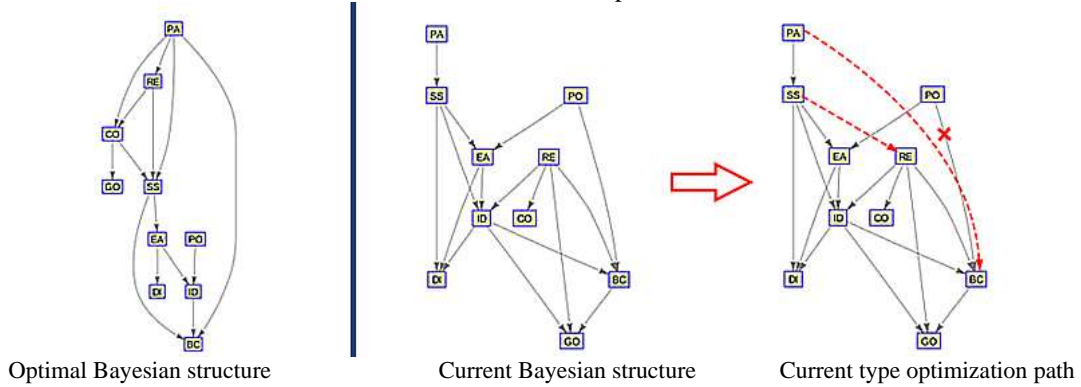 PA
RE
CO
GO
SS
EA
PO
DI
ID
BC
Optimal Bayesian structure
PA
SS
PO
EA
RE
ID
CO
DI
BC
GO
Current Bayesian structure
PA
SS
PO
EA
RE
ID
CO
DI
BC
GO
Current type optimization path